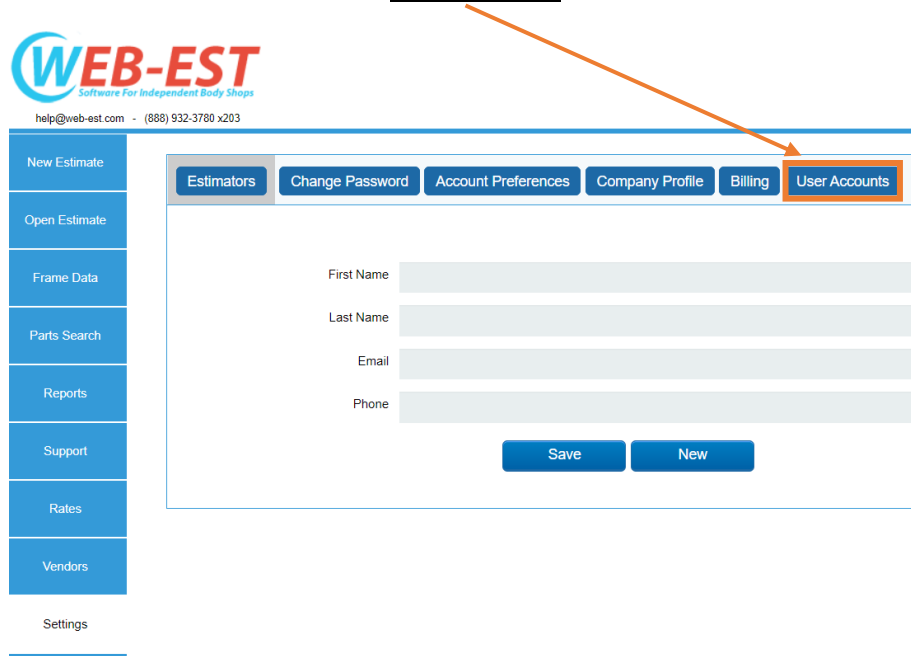 WEB-EST
Software For Independent Body Shops
help@web-est.com - (888) 932-3780 x203
New Estimate
Open Estimate
Frame Data
Parts Search
Reports
Support
Rates
Vendors
Settings
Estimators Change Password Account Preferences Company Profile Billing User Accounts
First Name
Last Name
Email
Phone
Save New